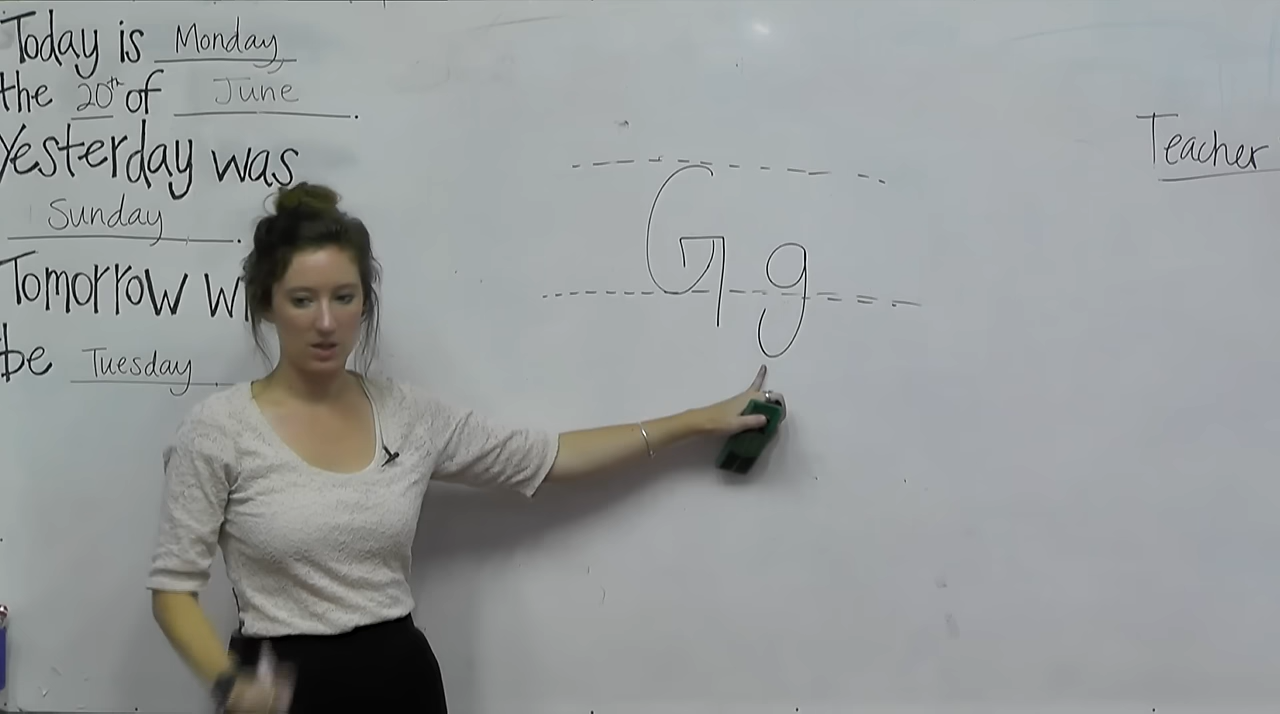 Today is Monday
the 20th of June.
Yesterday was
Sunday.
Tomorrow wi
be Tuesday
Gg
Teacher